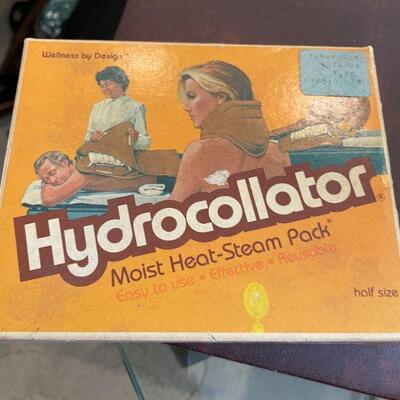 Wellness by Design
Hydrocollator®
Moist Heat-Steam Pack®
Easy to use • Effective • Reusable
half size